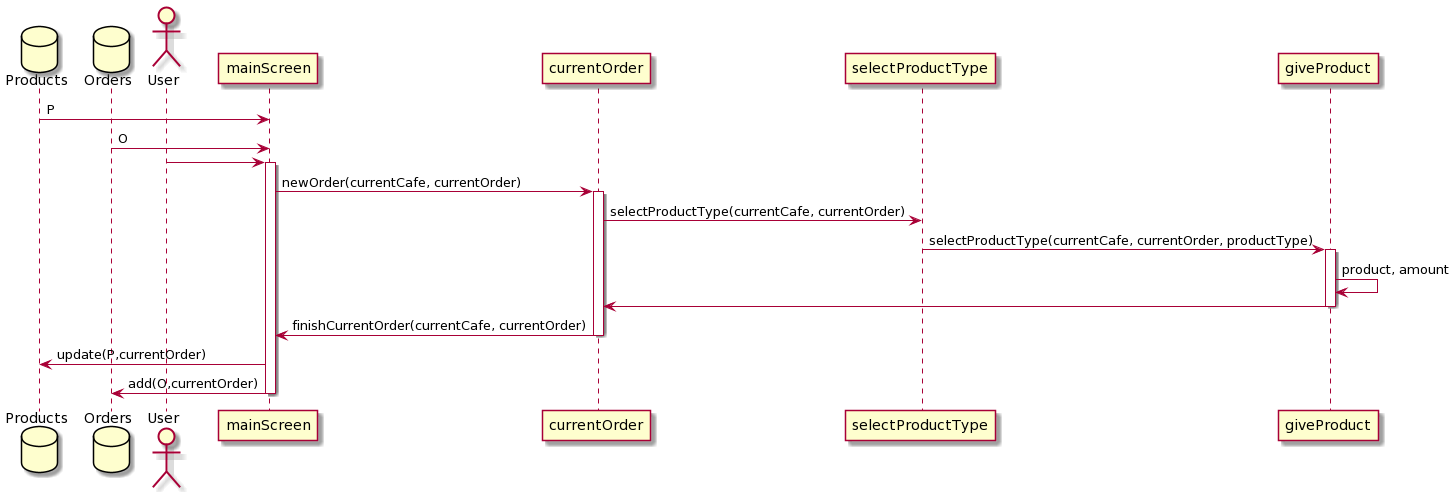 Products
Orders
User
mainScreen
currentOrder
selectProductType
giveProduct
P
O
newOrder(currentCafe, currentOrder)
selectProductType(currentCafe, currentOrder)
selectProductType(currentCafe, currentOrder, productType)
product, amount
finishCurrentOrder(currentCafe, currentOrder)
update(P,currentOrder)
add(O,currentOrder)
Products
Orders
User
mainScreen
currentOrder
selectProductType
giveProduct